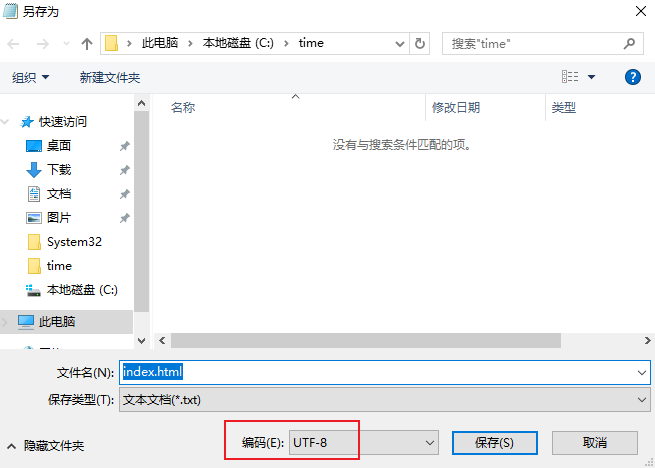 另存为
此电脑 > 本地磁盘 (C:) > time
搜索"time"
组织
新建文件夹
?
名称
修改日期
类型
没有与搜索条件匹配的项。
快速访问
桌面
下载
文档
图片
System32
time
本地磁盘 (C:)
此电脑
文件名(N):
index.html
保存类型(T):
文本文档(*.txt)
隐藏文件夹
编码(E):
UTF-8
保存(S)
取消